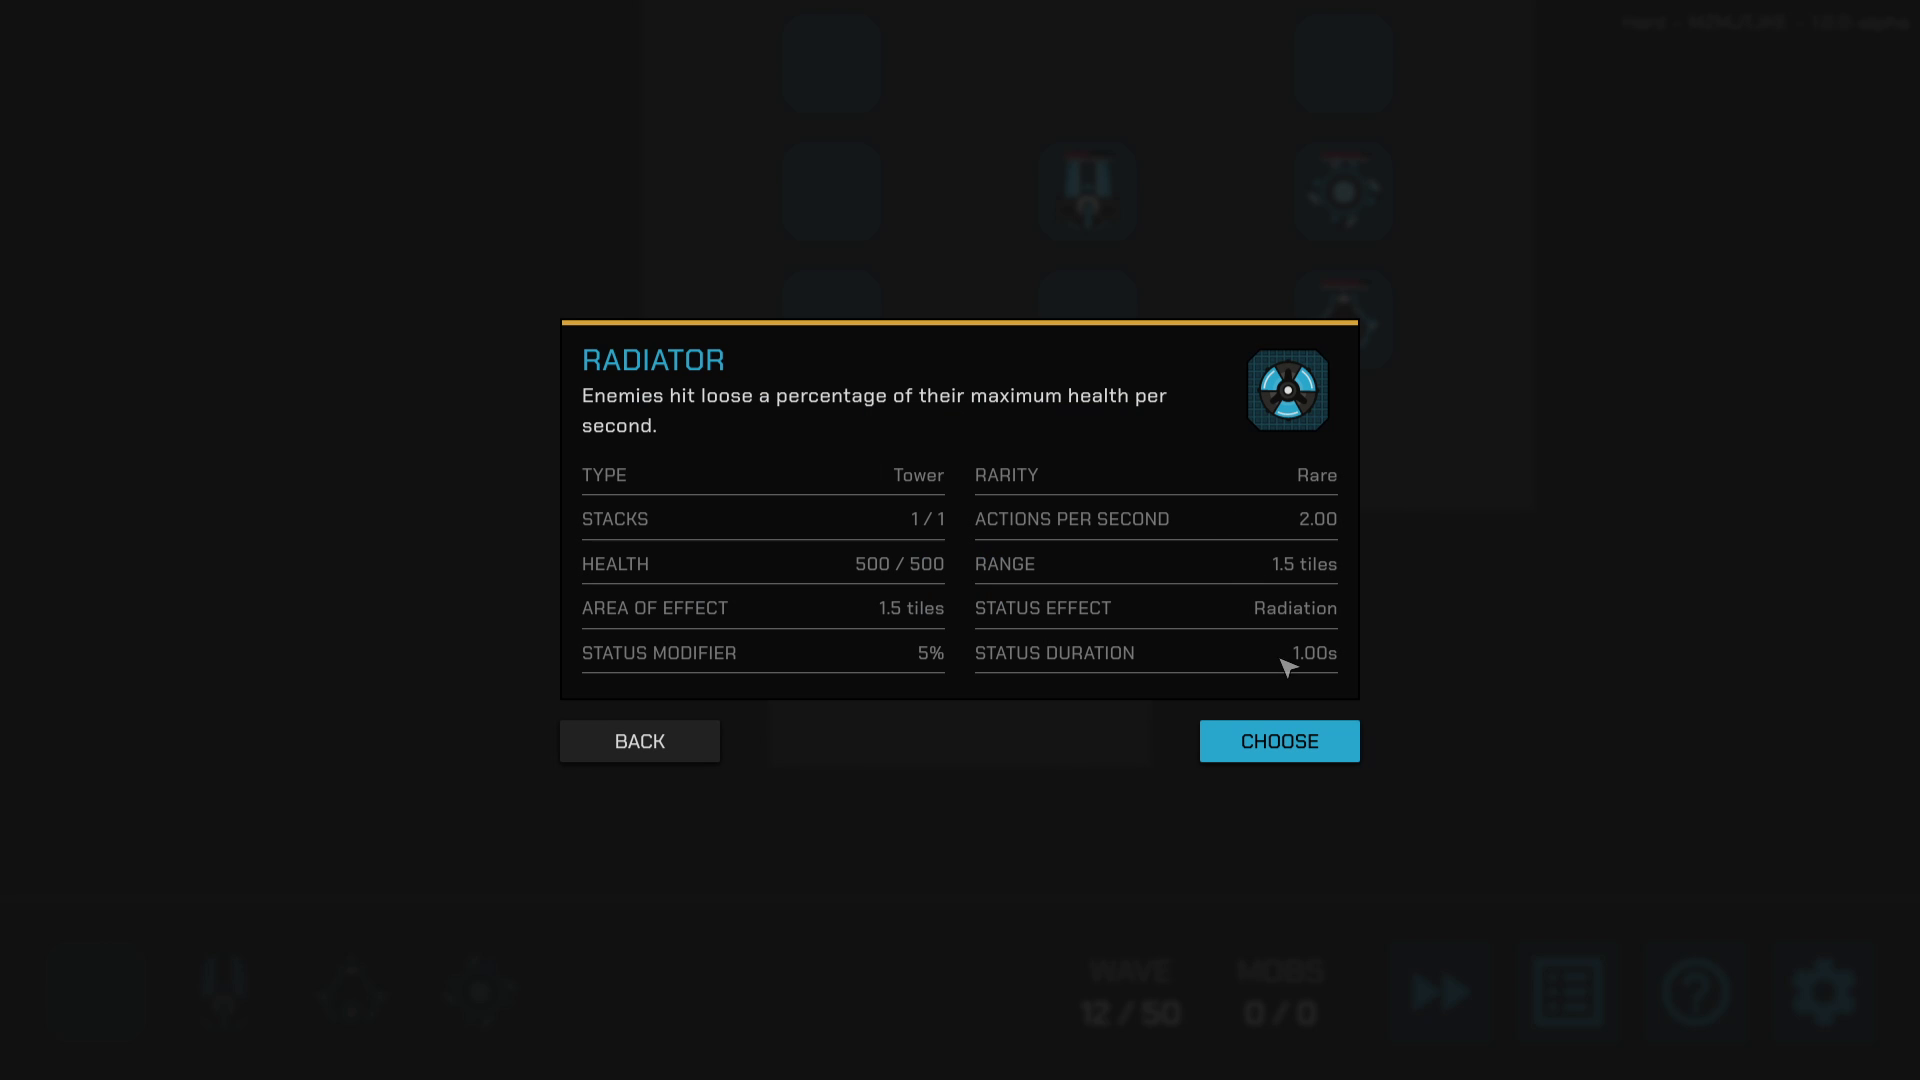 RADIATOR
Enemies hit loose a percentage of their maximum health per
second.
TYPE Tower RARITY Rare
STACKS 1 / 1 ACTIONS PER SECOND 2.00
HEALTH 500 / 500 RANGE 1.5 tiles
AREA OF EFFECT 1.5 tiles STATUS EFFECT Radiation
STATUS MODIFIER 5% STATUS DURATION 1.00s
BACK CHOOSE
WAVE MOBS
12 / 50 0 / 0